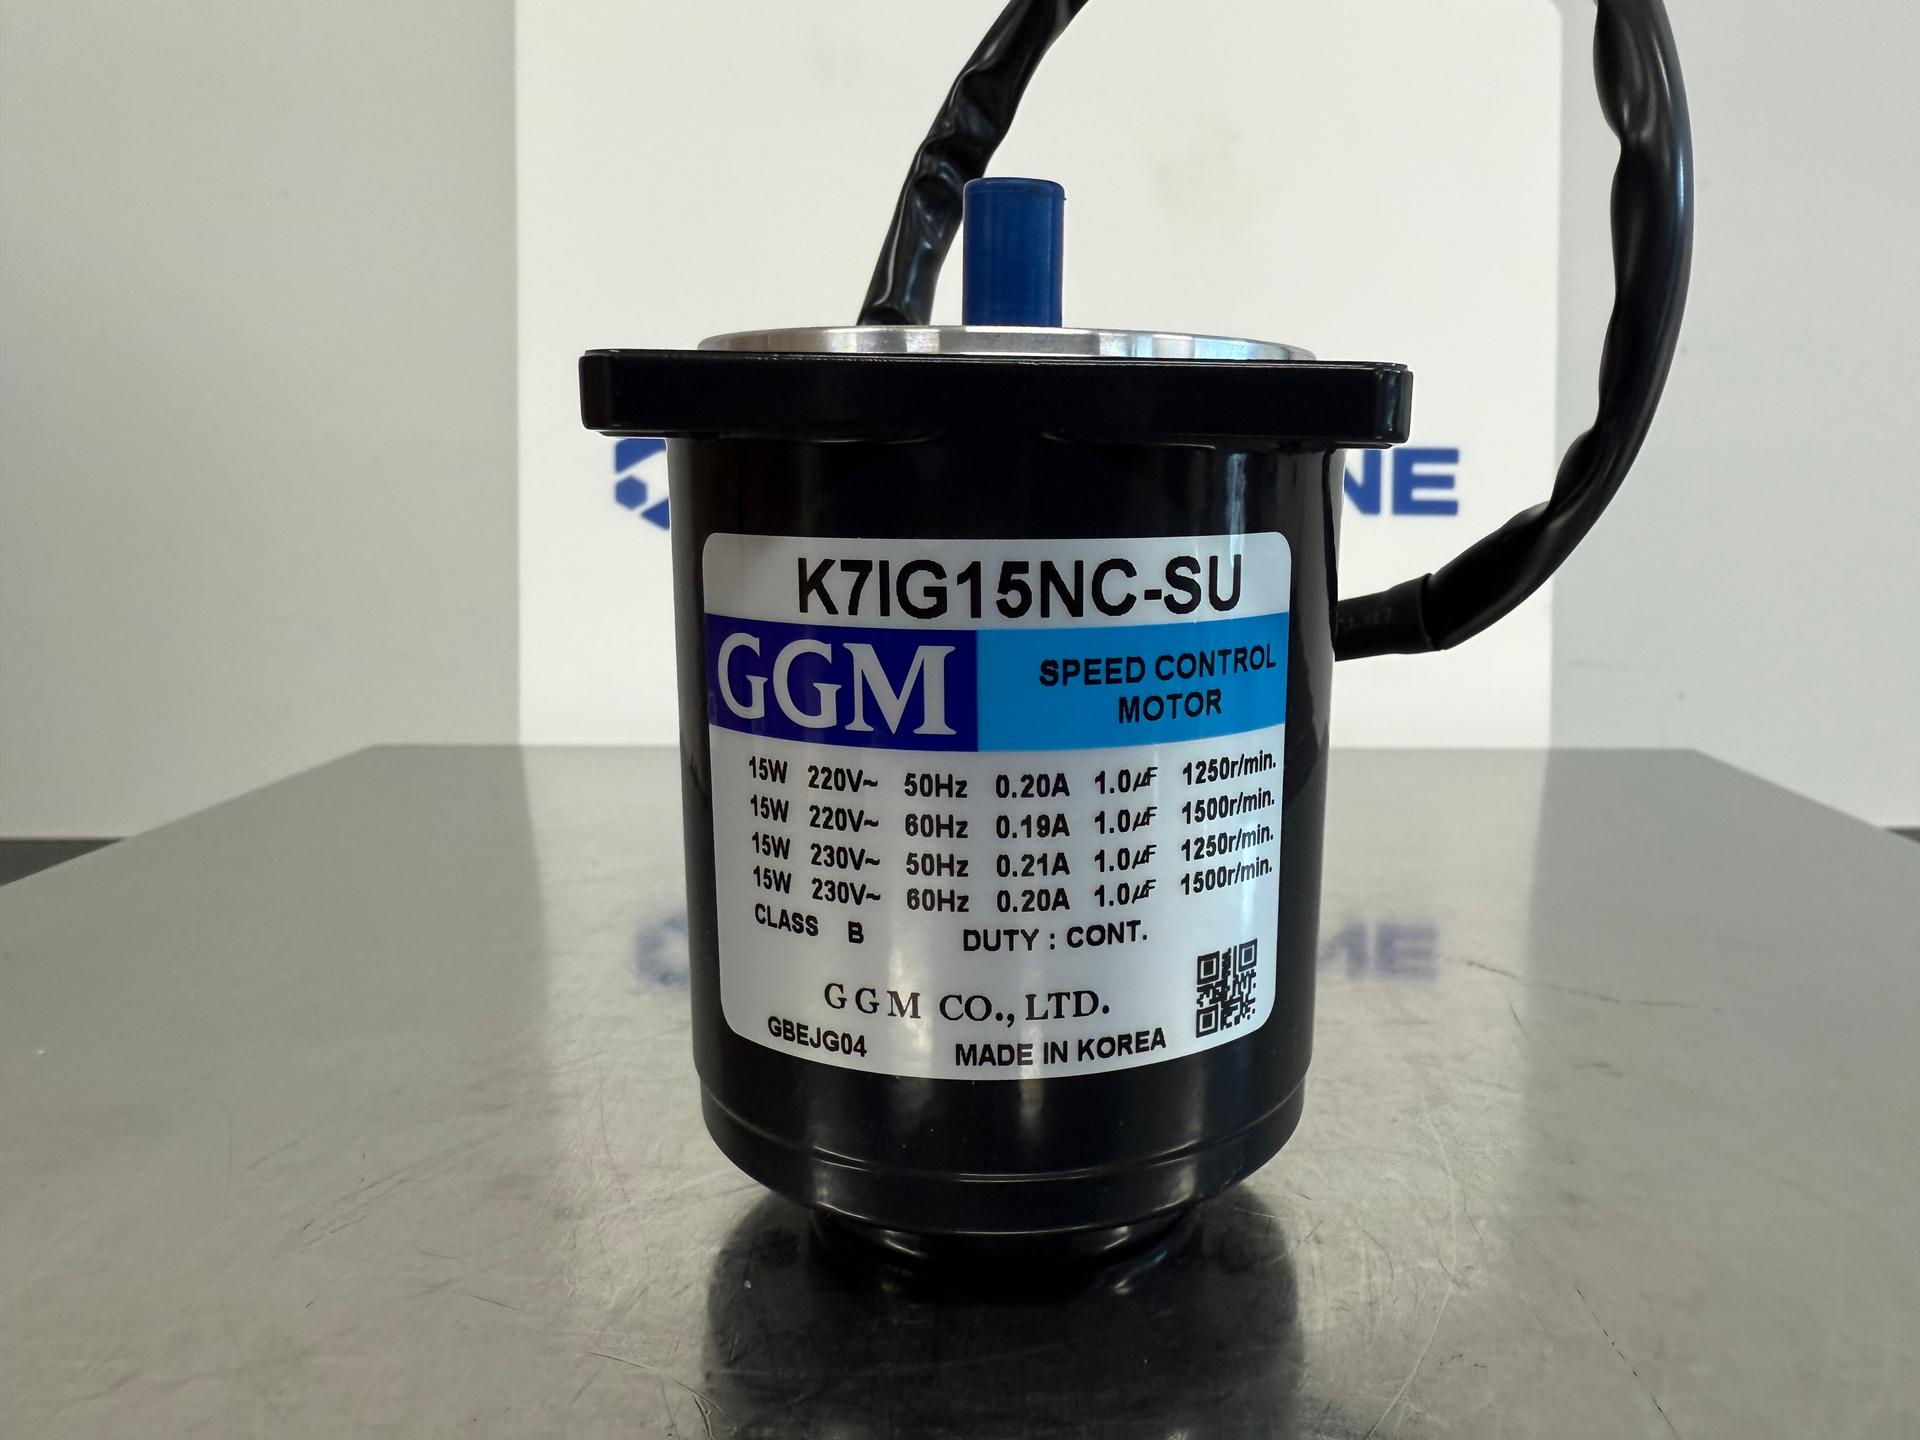 K7IG15NC-SU
GGM
SPEED CONTROL
MOTOR
15W 220V~ 50Hz 0.20A 1.0㎌ 1250r/min.
15W 220V~ 60Hz 0.19A 1.0㎌ 1500r/min.
15W 230V~ 50Hz 0.21A 1.0㎌ 1250r/min.
15W 230V~ 60Hz 0.20A 1.0㎌ 1500r/min.
CLASS B DUTY : CONT.
GGM CO., LTD.
GBEJG04 MADE IN KOREA